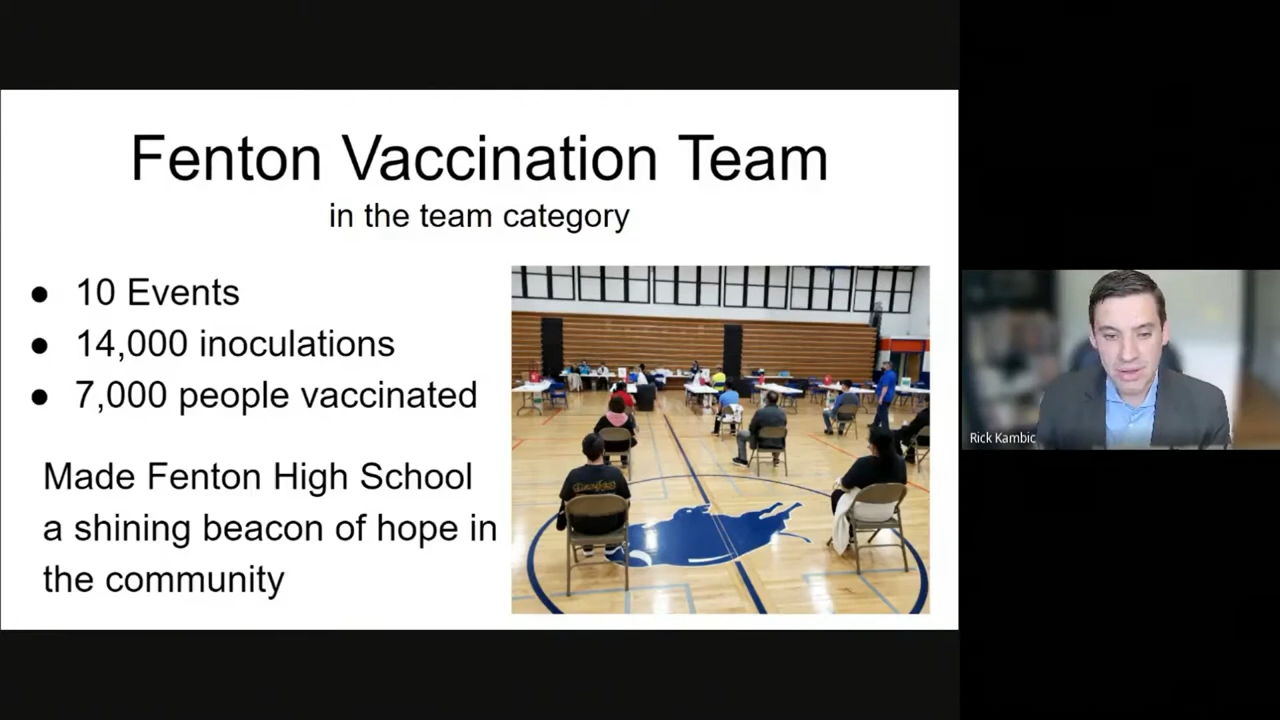 Fenton Vaccination Team
in the team category
● 10 Events
● 14,000 inoculations
● 7,000 people vaccinated
Made Fenton High School
a shining beacon of hope in
the community
Rick Kambic